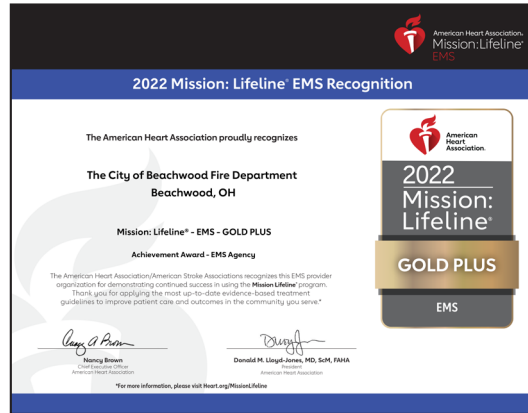 American Heart Association.
Mission:Lifeline®
EMS
2022 Mission: Lifeline® EMS Recognition
The American Heart Association proudly recognizes
The City of Beachwood Fire Department
Beachwood, OH
Mission: Lifeline® - EMS - GOLD PLUS
Achievement Award - EMS Agency
The American Heart Association/American Stroke Associations recognizes this EMS provider
organization for demonstrating continued success in using the Mission Lifeline® program.
Thank you for applying the most up-to-date evidence-based treatment
guidelines to improve patient care and outcomes in the community you serve.*
Nancy Brown
Chief Executive Officer
American Heart Association
Donald M. Lloyd-Jones, MD, ScM, FAHA
President
American Heart Association
*For more information, please visit Heart.org/MissionLifeline
American
Heart
Association.
2022
Mission:
Lifeline®
GOLD PLUS
EMS